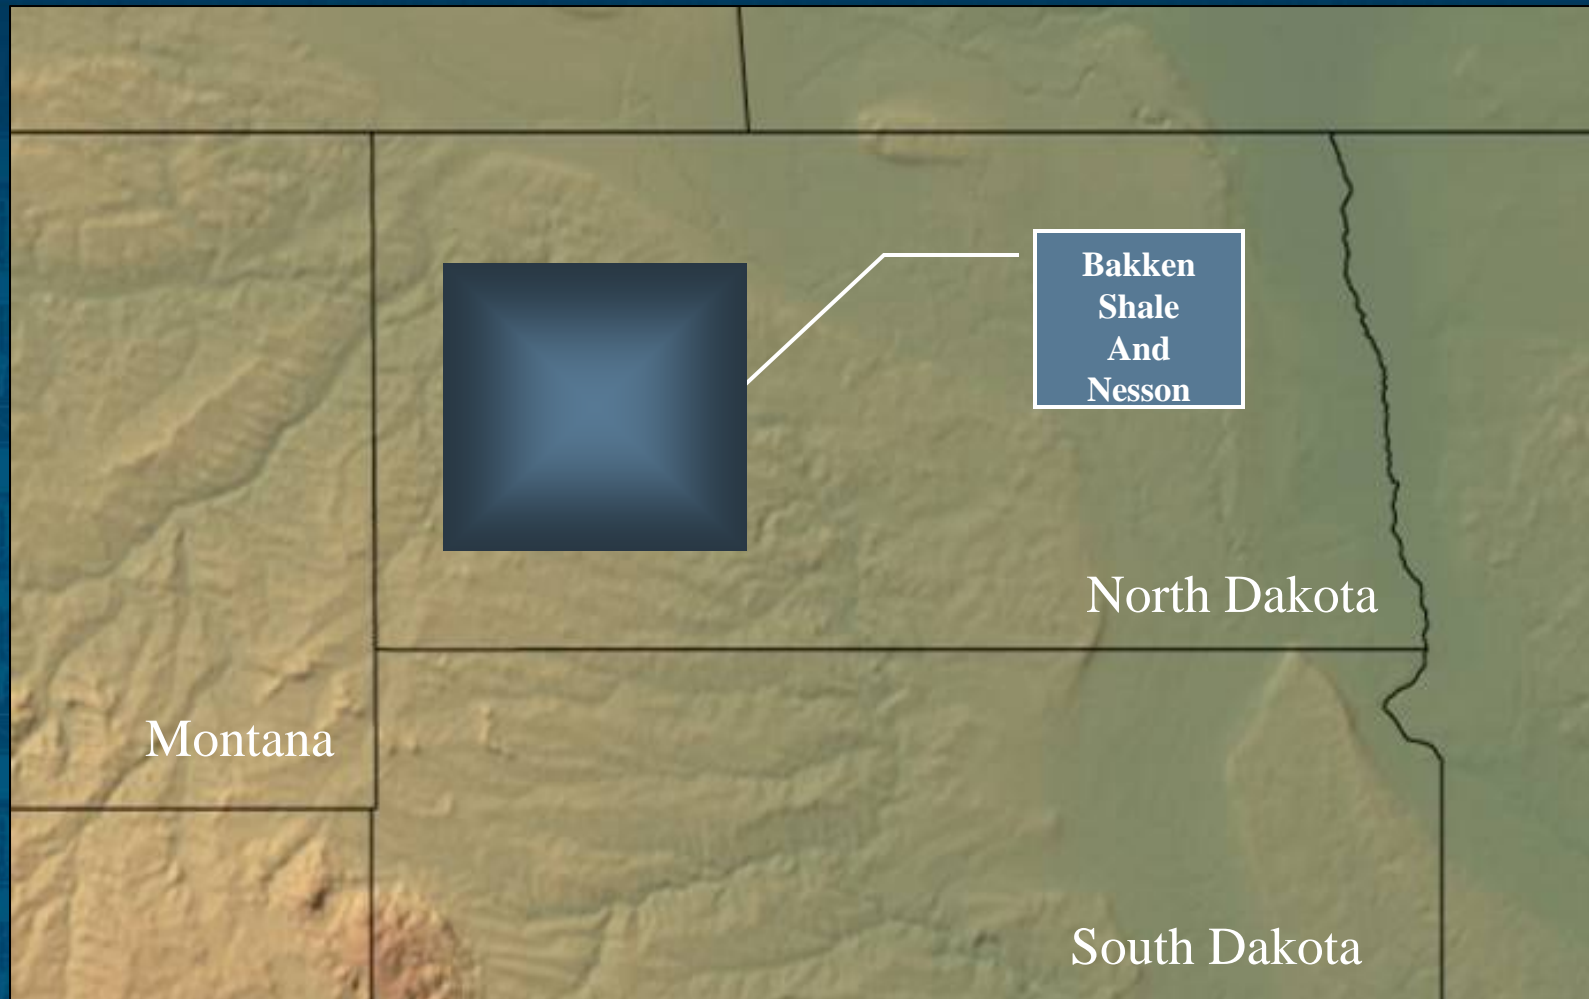 Bakken
Shale
And
Nesson
North Dakota
Montana
South Dakota